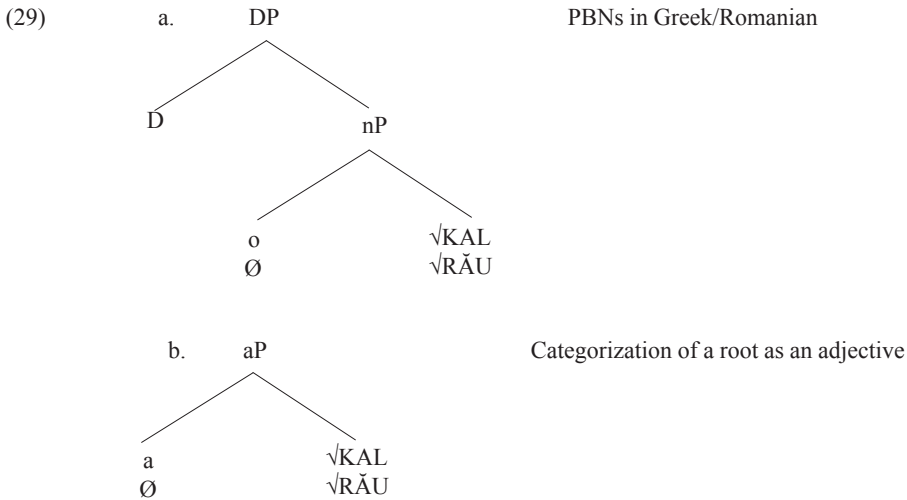 (29) a. DP PBNs in Greek/Romanian
D nP
o √KAL
Ø √RĂU
b. aP Categorization of a root as an adjective
a √KAL
Ø √RĂU